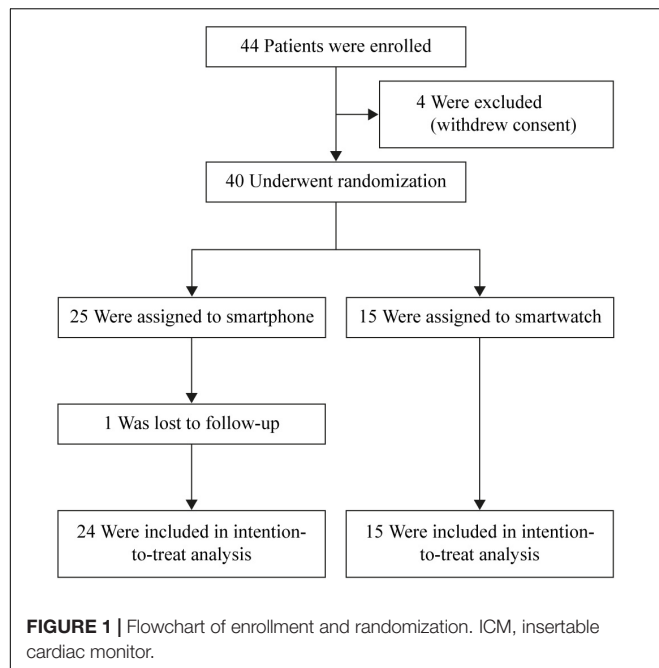 44 Patients were enrolled
4 Were excluded
(withdrew consent)
40 Underwent randomization
25 Were assigned to smartphone
15 Were assigned to smartwatch
1 Was lost to follow-up
24 Were included in intention-
to-treat analysis
15 Were included in intention-
to-treat analysis
FIGURE 1 | Flowchart of enrollment and randomization. ICM, insertable
cardiac monitor.